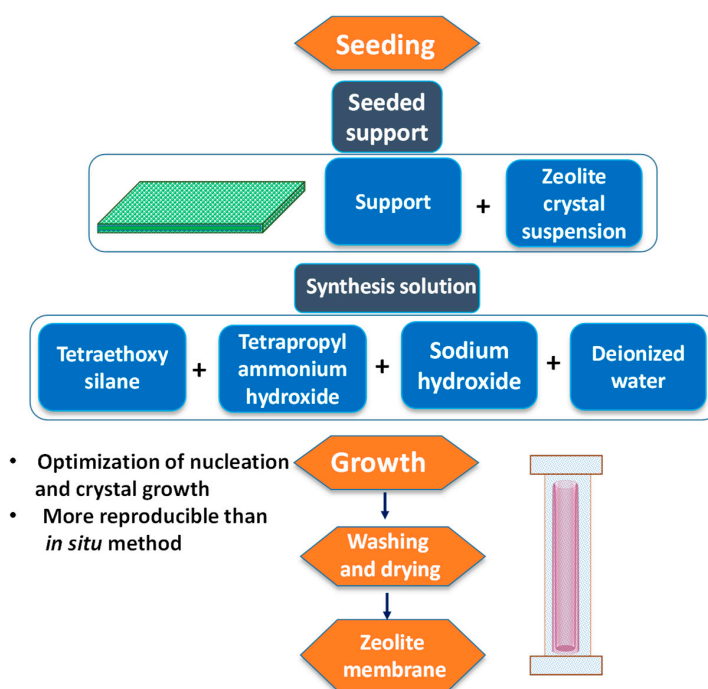 Seeding
Seeded
support
Support
+
Zeolite
crystal
suspension
Synthesis solution
Tetraethoxy
silane
+
Tetrapropyl
ammonium
hydroxide
+
Sodium
hydroxide
+
Deionized
water
• Optimization of nucleation
and crystal growth
• More reproducible than
in situ method
Growth
Washing
and drying
Zeolite
membrane